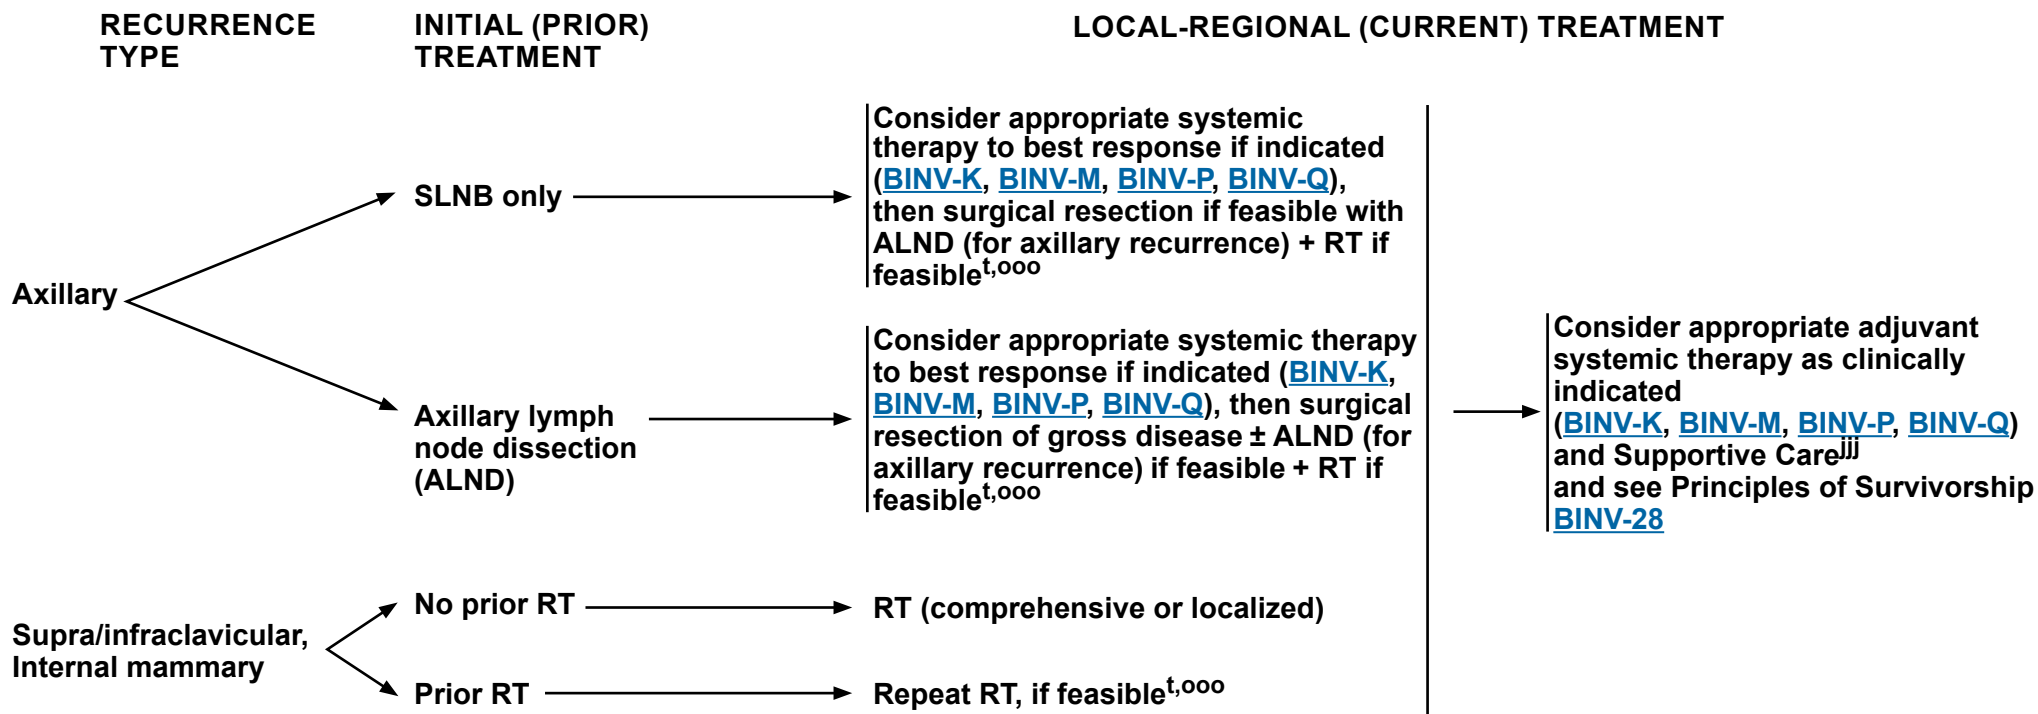 RECURRENCE
TYPE
INITIAL (PRIOR)
TREATMENT
LOCAL-REGIONAL (CURRENT) TREATMENT
Axillary
SLNB only
Consider appropriate systemic
therapy to best response if indicated
(BINV-K, BINV-M, BINV-P, BINV-Q),
then surgical resection if feasible with
ALND (for axillary recurrence) + RT if
feasible^t,ooo
Axillary lymph
node dissection
(ALND)
Consider appropriate systemic therapy
to best response if indicated (BINV-K,
BINV-M, BINV-P, BINV-Q), then surgical
resection of gross disease ± ALND (for
axillary recurrence) if feasible + RT if
feasible^t,ooo
Supra/infraclavicular,
Internal mammary
No prior RT
RT (comprehensive or localized)
Prior RT
Repeat RT, if feasible^t,ooo
Consider appropriate adjuvant
systemic therapy as clinically
indicated
(BINV-K, BINV-M, BINV-P, BINV-Q)
and Supportive Care^jjj
and see Principles of Survivorship
BINV-28